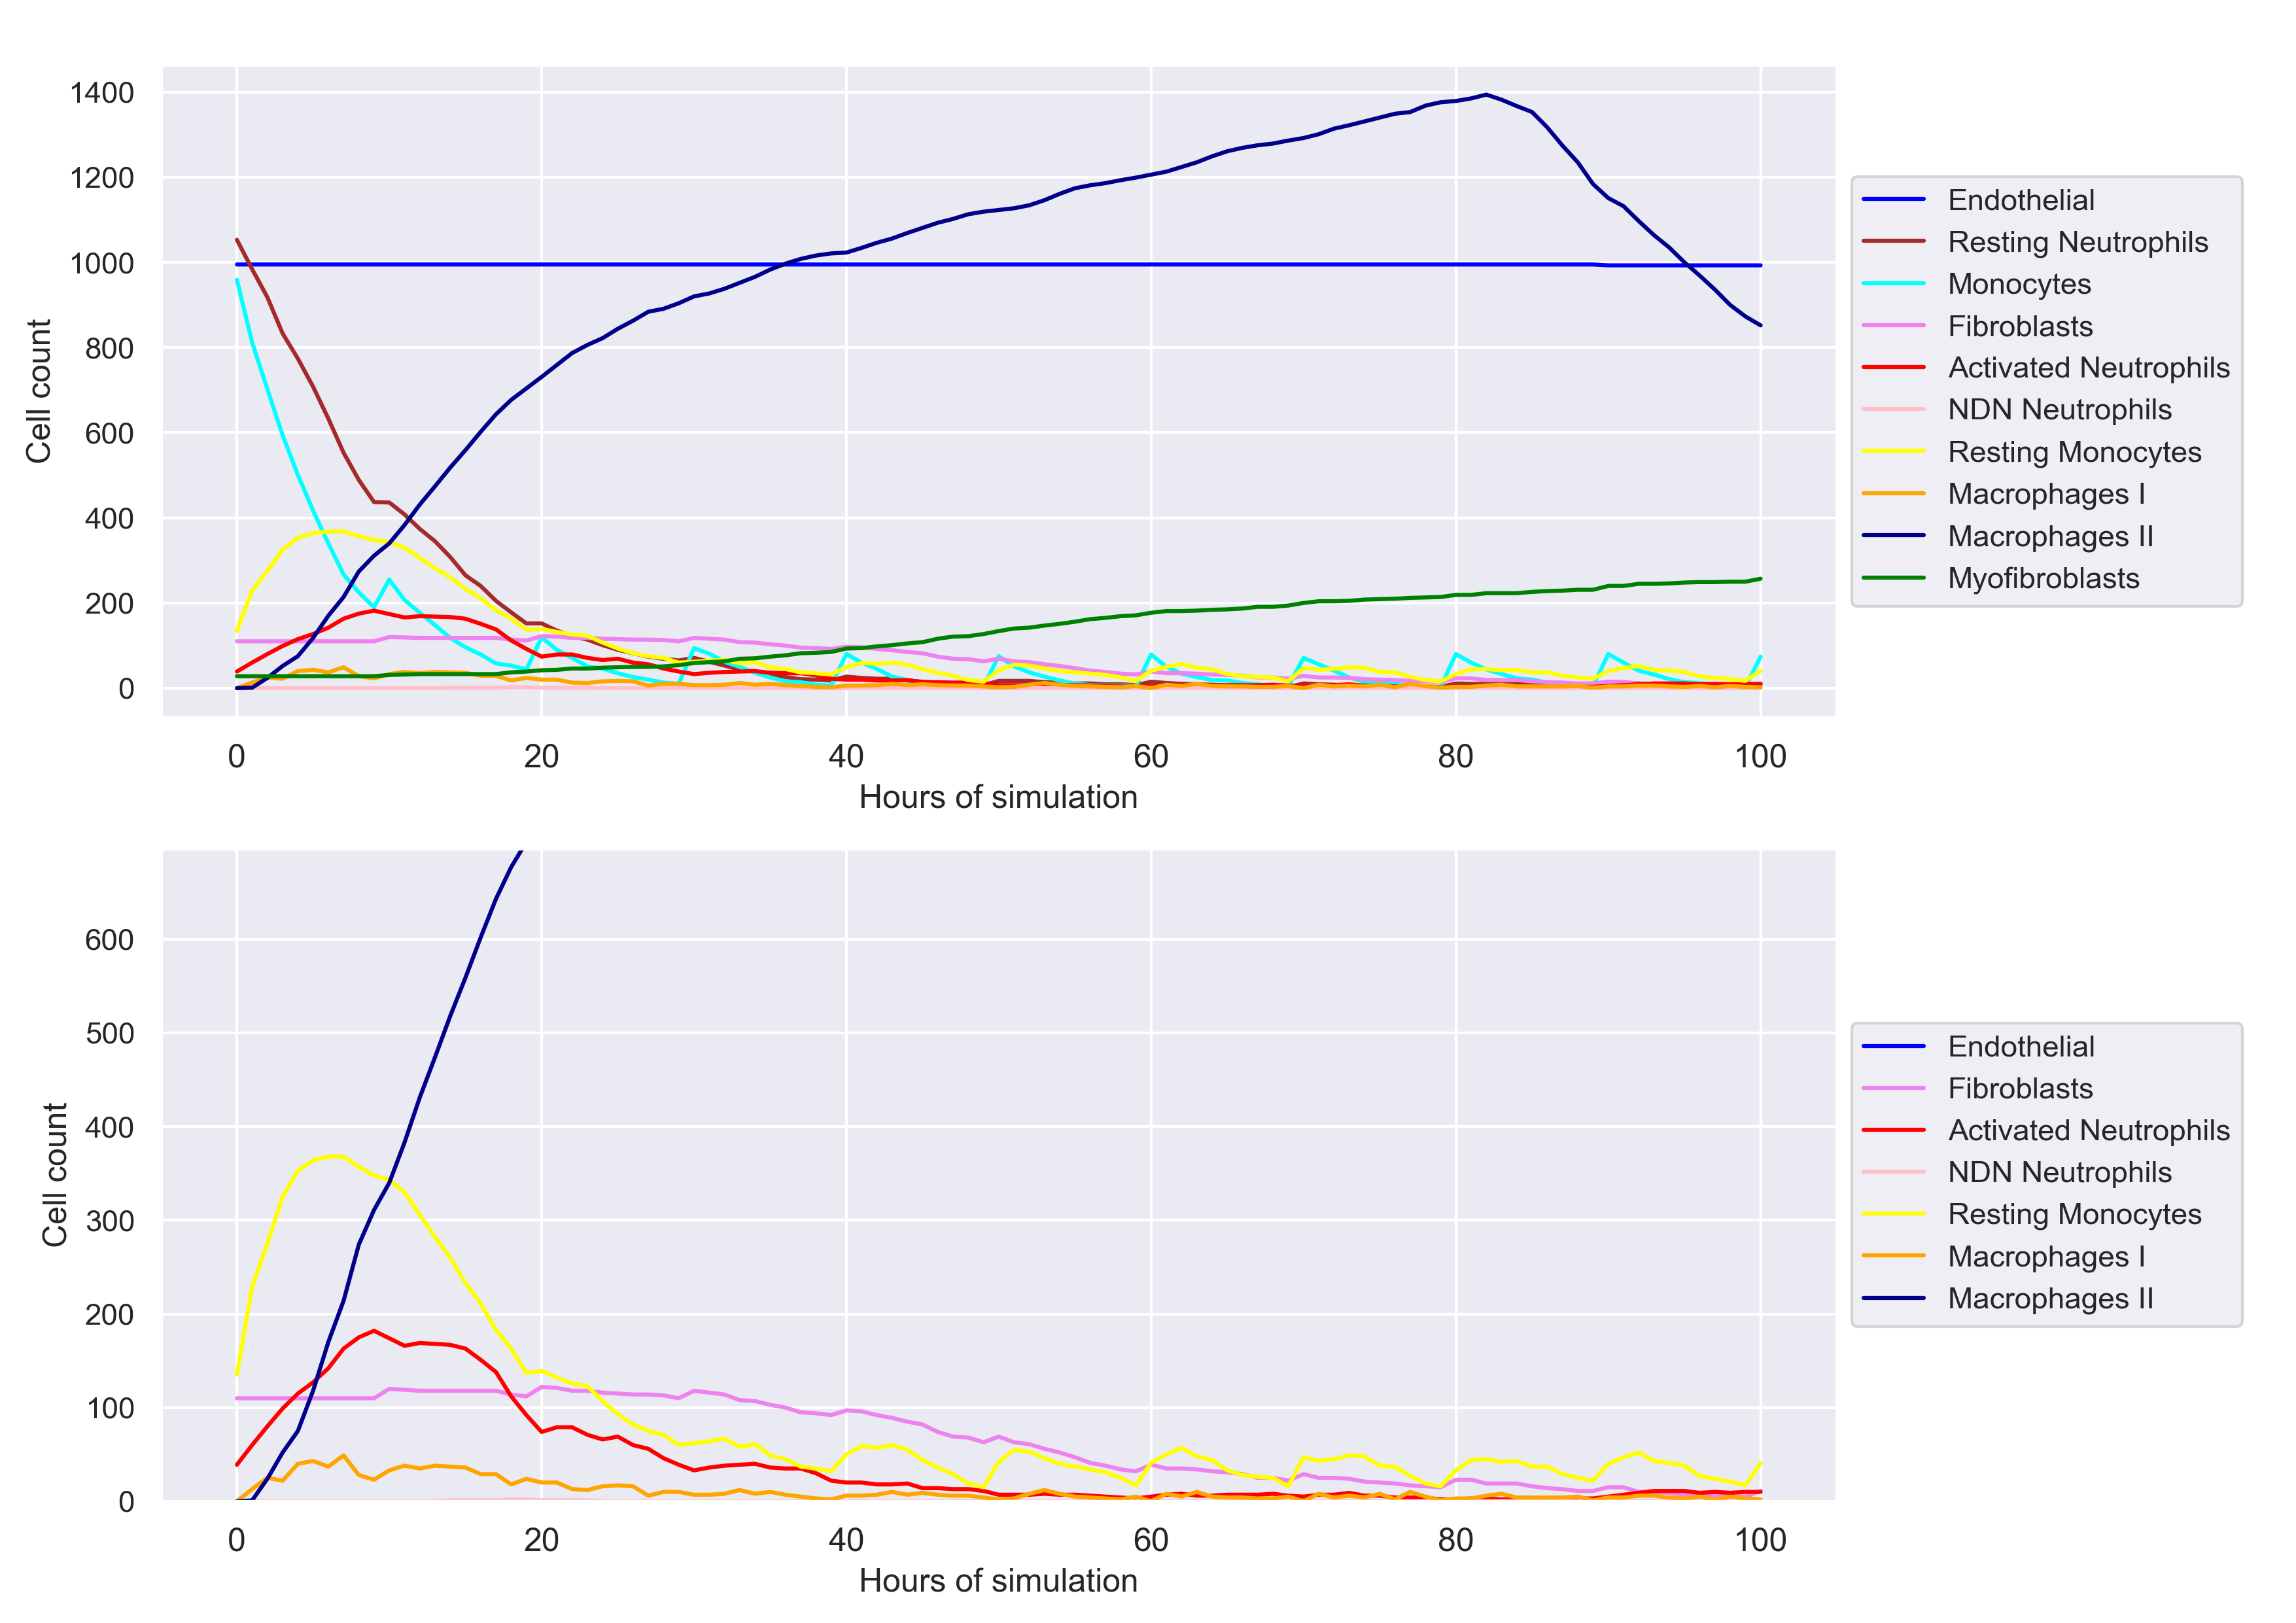 1400
1200
1000
800
600
400
200
0
Cell count
0 20 40 60 80 100
Hours of simulation
Endothelial
Resting Neutrophils
Monocytes
Fibroblasts
Activated Neutrophils
NDN Neutrophils
Resting Monocytes
Macrophages I
Macrophages II
Myofibroblasts
600
500
400
300
200
100
0
Cell count
0 20 40 60 80 100
Hours of simulation
Endothelial
Fibroblasts
Activated Neutrophils
NDN Neutrophils
Resting Monocytes
Macrophages I
Macrophages II